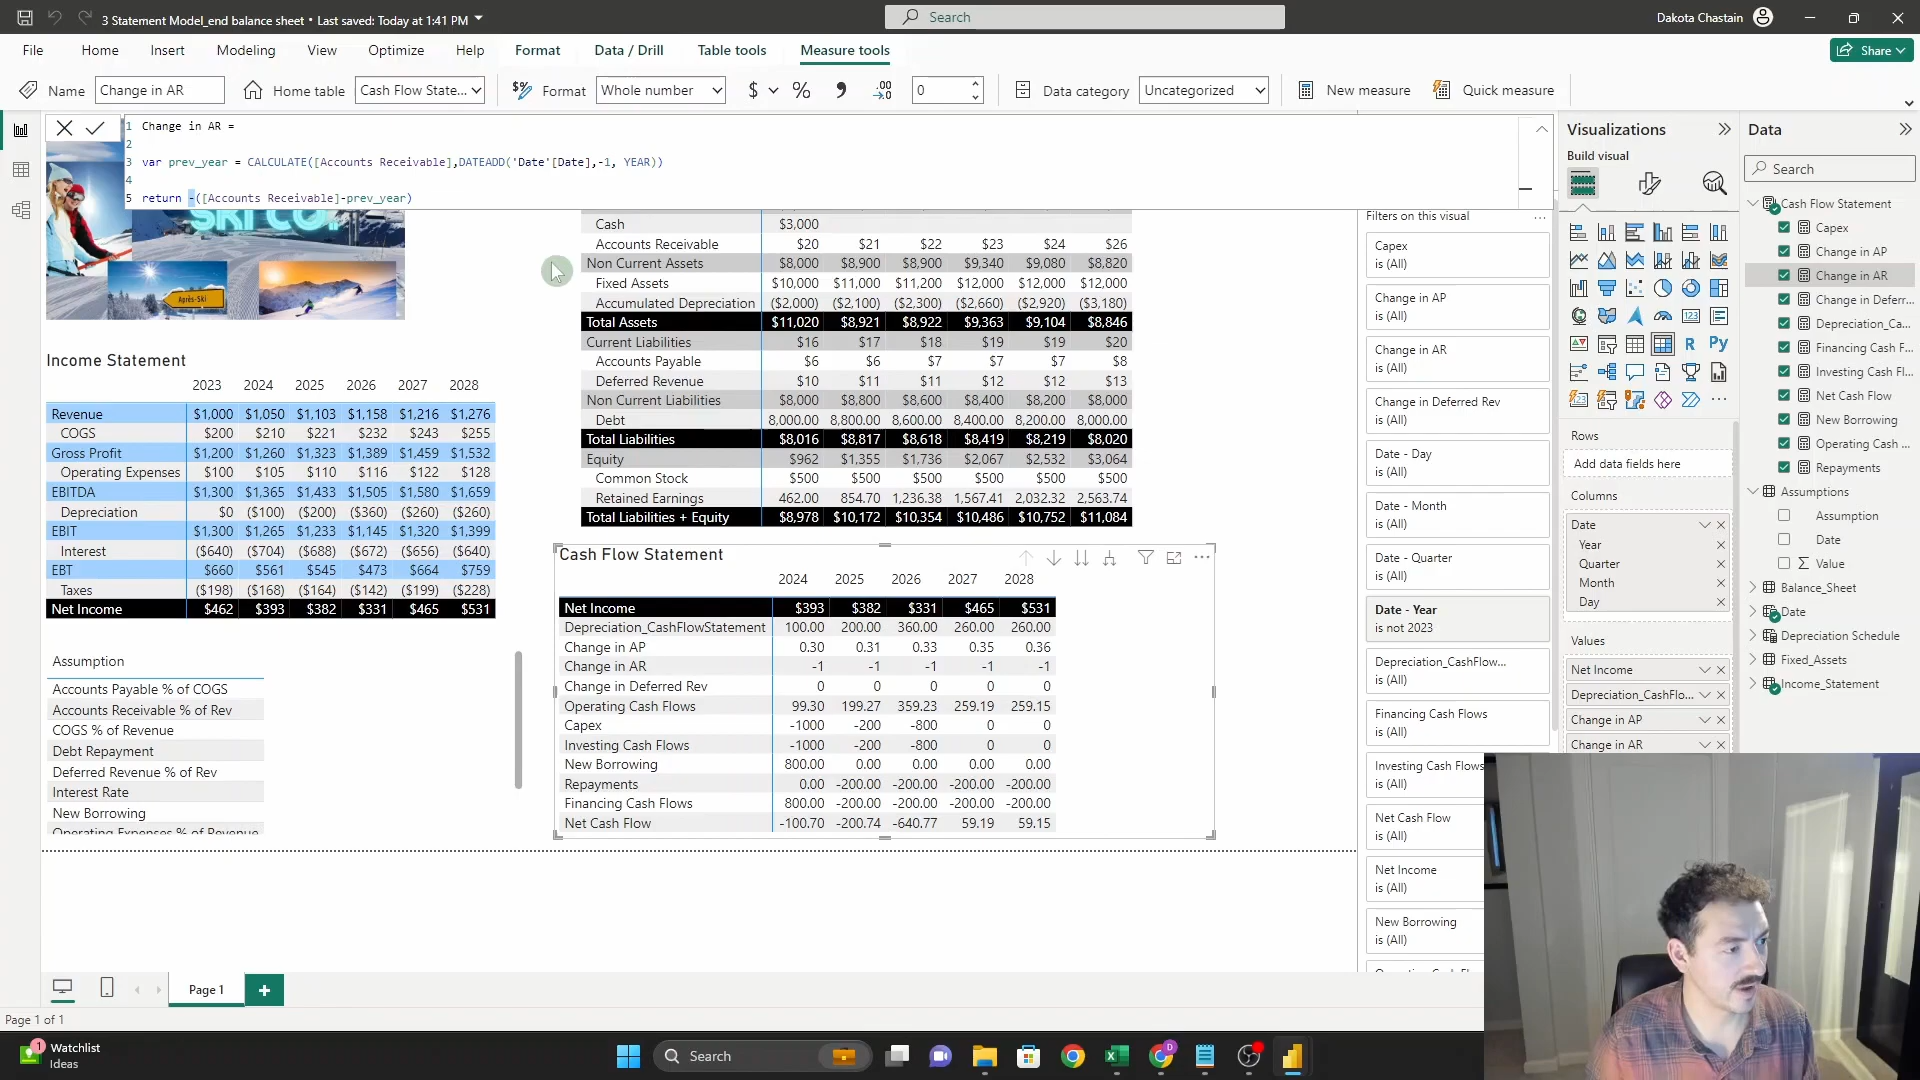 3 Statement Model_end balance sheet • Last saved: Today at 1:41 PM
Search
Dakota Chastain
File Home Insert Modeling View Optimize Help Format Data / Drill Table tools Measure tools
Share
Name Change in AR Home table Cash Flow State... Format Whole number $ % 0 Data category Uncategorized New measure Quick measure
1 Change in AR =
2
3 var prev_year = CALCULATE([Accounts Receivable],DATEADD('Date'[Date],-1, YEAR))
4
5 return -([Accounts Receivable]-prev_year)
SKI CO.
Après-Ski
Income Statement
2023 2024 2025 2026 2027 2028
Revenue $1,000 $1,050 $1,103 $1,158 $1,216 $1,276
COGS $200 $210 $221 $232 $243 $255
Gross Profit $1,200 $1,260 $1,323 $1,389 $1,459 $1,532
Operating Expenses $100 $105 $110 $116 $122 $128
EBITDA $1,300 $1,365 $1,433 $1,505 $1,580 $1,659
Depreciation $0 ($100) ($200) ($360) ($260) ($260)
EBIT $1,300 $1,265 $1,233 $1,145 $1,320 $1,399
Interest ($640) ($704) ($688) ($672) ($656) ($640)
EBT $660 $561 $545 $473 $664 $759
Taxes ($198) ($168) ($164) ($142) ($199) ($228)
Net Income $462 $393 $382 $331 $465 $531
Assumption
Accounts Payable % of COGS
Accounts Receivable % of Rev
COGS % of Revenue
Debt Repayment
Deferred Revenue % of Rev
Interest Rate
New Borrowing
Operating Expenses % of Revenue
Cash $3,000
Accounts Receivable $20 $21 $22 $23 $24 $26
Non Current Assets $8,000 $8,900 $8,900 $9,340 $9,080 $8,820
Fixed Assets $10,000 $11,000 $11,200 $12,000 $12,000 $12,000
Accumulated Depreciation ($2,000) ($2,100) ($2,300) ($2,660) ($2,920) ($3,180)
Total Assets $11,020 $8,921 $8,922 $9,363 $9,104 $8,846
Current Liabilities $16 $17 $18 $19 $19 $20
Accounts Payable $6 $6 $7 $7 $7 $8
Deferred Revenue $10 $11 $11 $12 $12 $13
Non Current Liabilities $8,000 $8,800 $8,600 $8,400 $8,200 $8,000
Debt 8,000.00 8,800.00 8,600.00 8,400.00 8,200.00 8,000.00
Total Liabilities $8,016 $8,817 $8,618 $8,419 $8,219 $8,020
Equity $962 $1,355 $1,736 $2,067 $2,532 $3,064
Common Stock $500 $500 $500 $500 $500 $500
Retained Earnings 462.00 854.70 1,236.38 1,567.41 2,032.32 2,563.74
Total Liabilities + Equity $8,978 $10,172 $10,354 $10,486 $10,752 $11,084
Cash Flow Statement
2024 2025 2026 2027 2028
Net Income $393 $382 $331 $465 $531
Depreciation_CashFlowStatement 100.00 200.00 360.00 260.00 260.00
Change in AP 0.30 0.31 0.33 0.35 0.36
Change in AR -1 -1 -1 -1 -1
Change in Deferred Rev 0 0 0 0 0
Operating Cash Flows 99.30 199.27 359.23 259.19 259.15
Capex -1000 -200 -800 0 0
Investing Cash Flows -1000 -200 -800 0 0
New Borrowing 800.00 0.00 0.00 0.00 0.00
Repayments 0.00 -200.00 -200.00 -200.00 -200.00
Financing Cash Flows 800.00 -200.00 -200.00 -200.00 -200.00
Net Cash Flow -100.70 -200.74 -640.77 59.19 59.15
Filters on this visual
Capex
is (All)
Change in AP
is (All)
Change in AR
is (All)
Change in Deferred Rev
is (All)
Date - Day
is (All)
Date - Month
is (All)
Date - Quarter
is (All)
Date - Year
is not 2023
Depreciation_CashFlow...
is (All)
Financing Cash Flows
is (All)
Investing Cash Flows
is (All)
Net Cash Flow
is (All)
Net Income
is (All)
New Borrowing
is (All)
Visualizations
Build visual
R Py
123
Rows
Add data fields here
Columns
Date
Year
Quarter
Month
Day
Values
Net Income
Depreciation_CashFlo...
Change in AP
Change in AR
Data
Search
Cash Flow Statement
Capex
Change in AP
Change in AR
Change in Deferr...
Depreciation_Ca...
Financing Cash F...
Investing Cash Fl...
Net Cash Flow
New Borrowing
Operating Cash ...
Repayments
Assumptions
Assumption
Date
Value
Balance_Sheet
Date
Depreciation Schedule
Fixed_Assets
Income_Statement
Page 1
Page 1 of 1
1
Watchlist
Ideas
Search
D